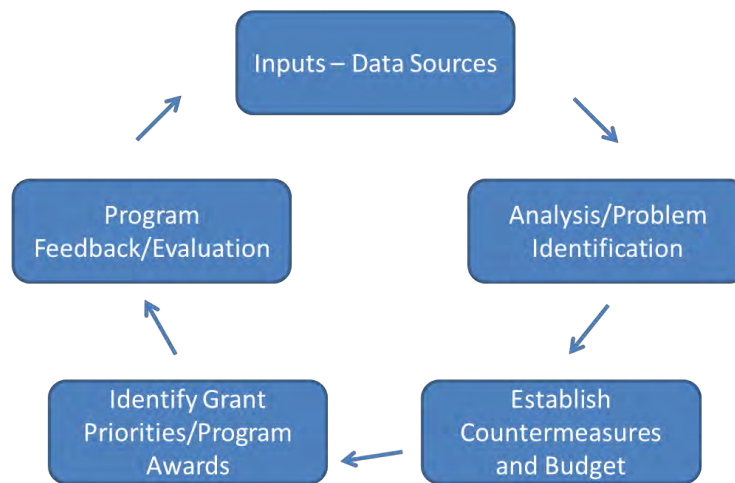 Inputs – Data Sources
Program
Feedback/Evaluation
Analysis/Problem
Identification
Identify Grant
Priorities/Program
Awards
Establish
Countermeasures
and Budget